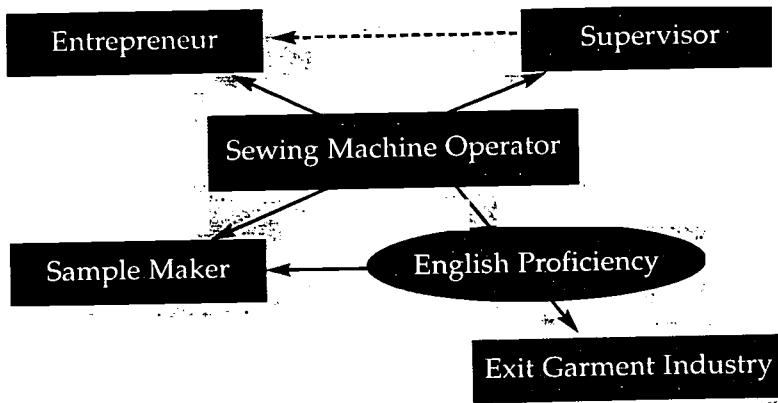 Entrepreneur
Supervisor
Sewing Machine Operator
Sample Maker
English Proficiency
Exit Garment Industry